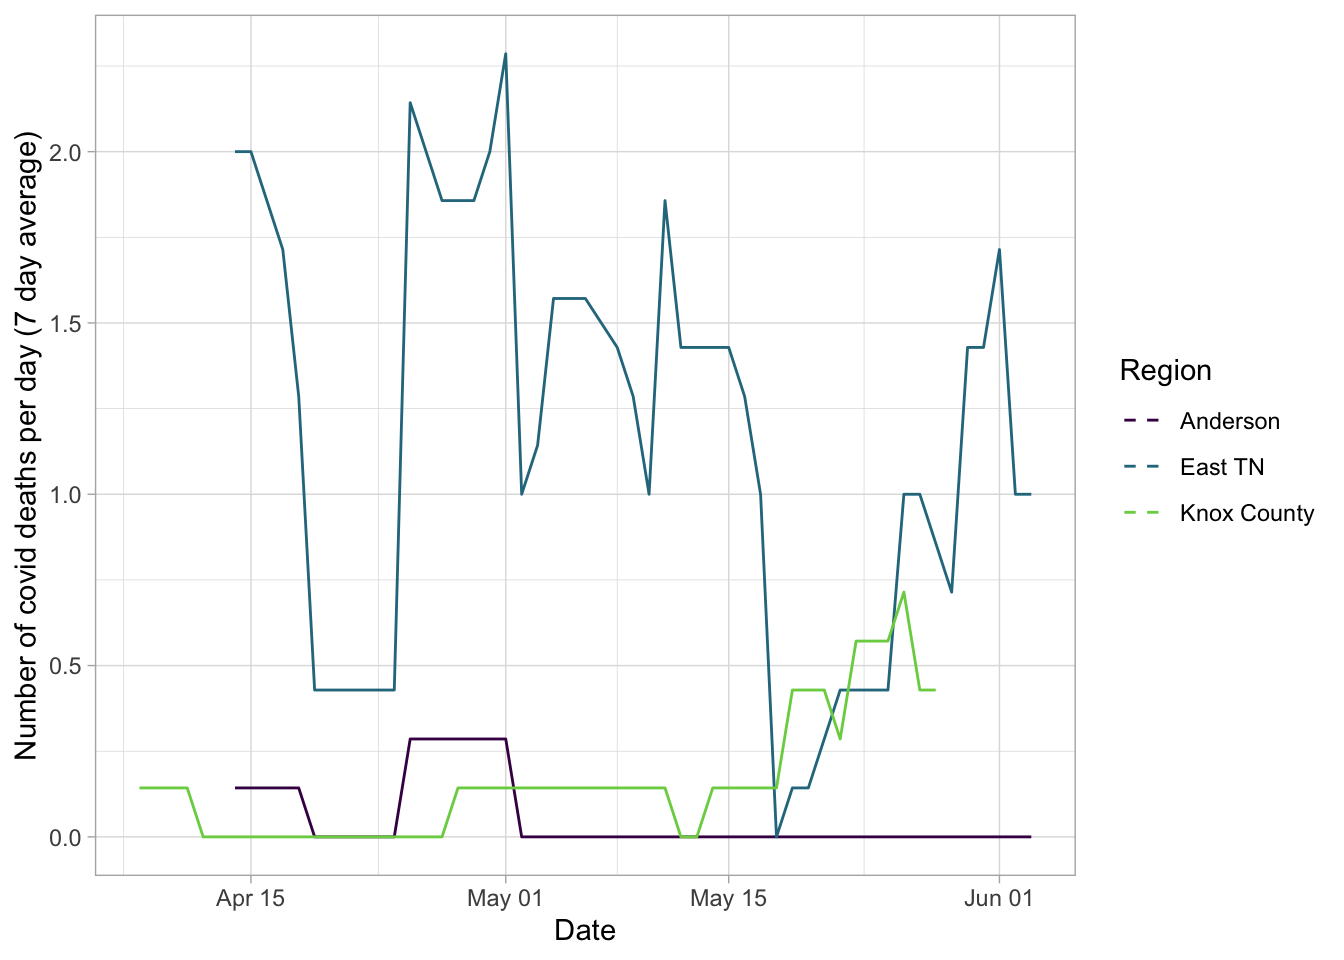 Number of covid deaths per day (7 day average)
2.0
1.5
1.0
0.5
0.0
Apr 15
May 01
May 15
Jun 01
Date
Region
Anderson
East TN
Knox County